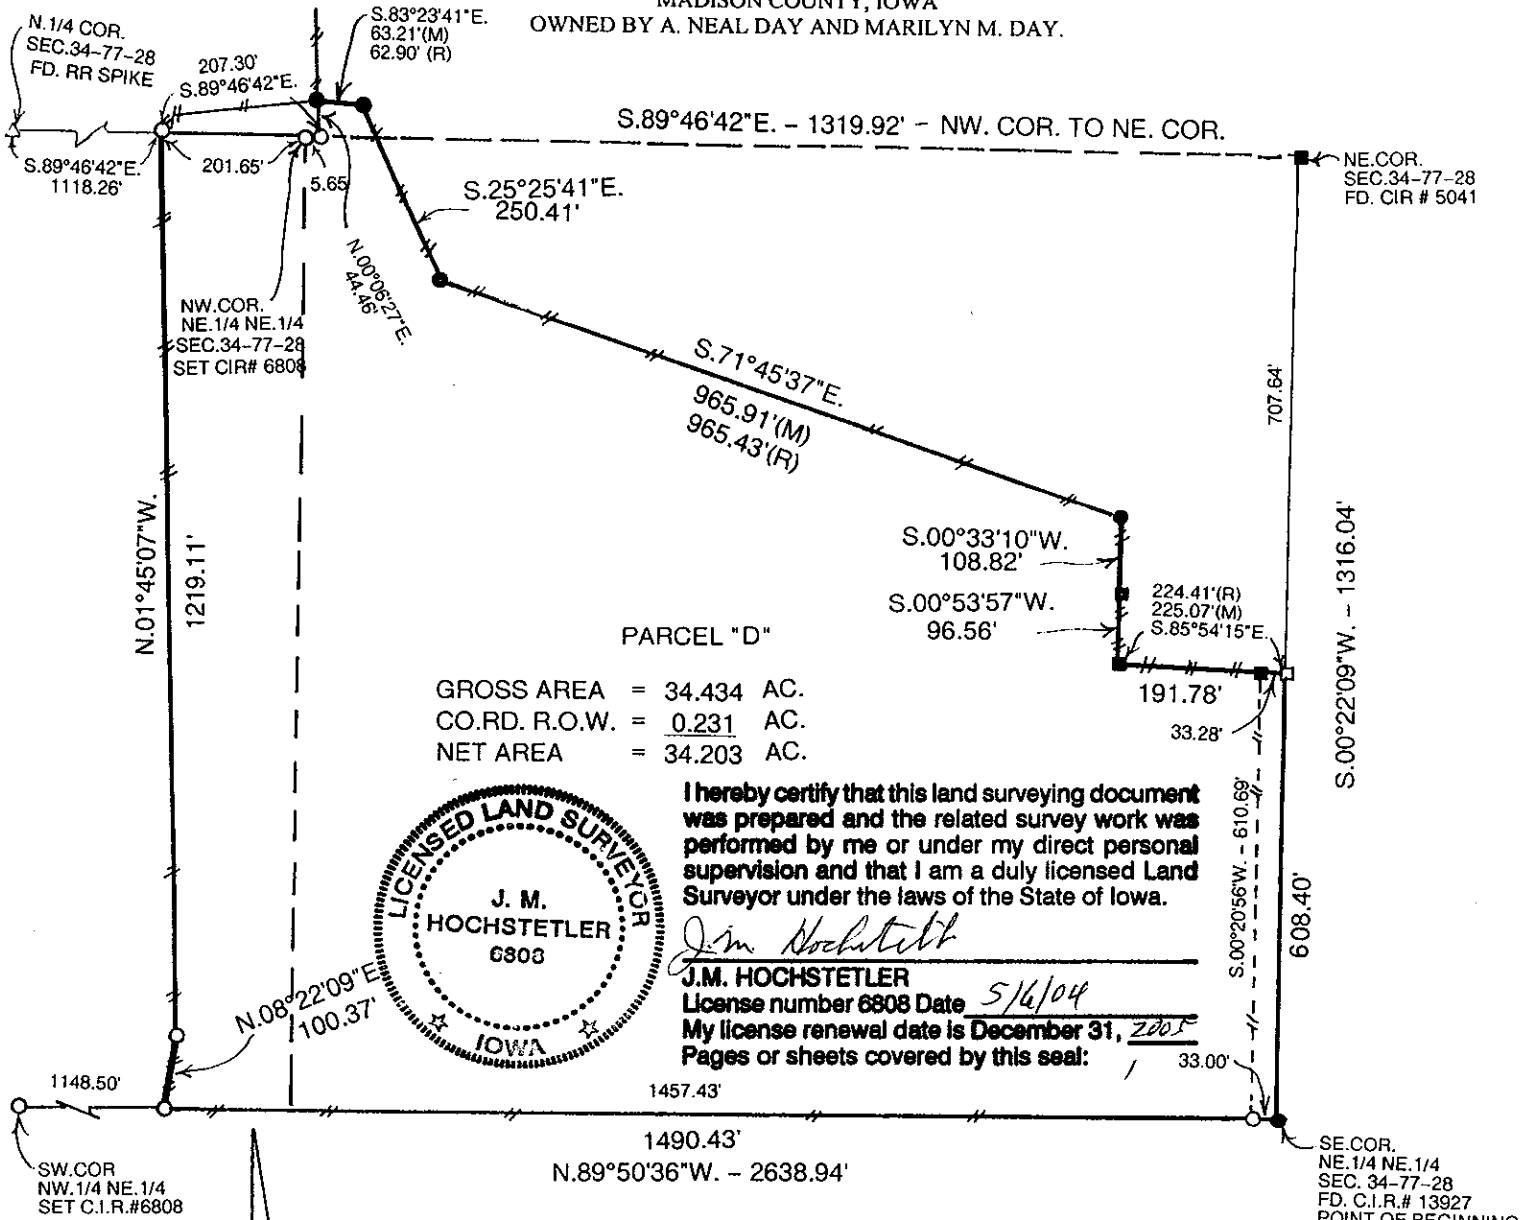 MADISON COUNTY, IOWA
OWNED BY A. NEAL DAY AND MARILYN M. DAY.
N.1/4 COR.
SEC.34-77-28
FD. RR SPIKE
207.30'
S.89°46'42"E.
S.83°23'41"E.
63.21'(M)
62.90' (R)
S.89°46'42"E. - 1319.92' - NW. COR. TO NE. COR.
S.89°46'42"E.
1118.26'
201.65'
5.65
NE.COR.
SEC.34-77-28
FD. CIR # 5041
S.25°25'41"E.
250.41'
N.00°06'27"E.
44.46'
NW.COR.
NE.1/4 NE.1/4
SEC.34-77-28
SET CIR# 6808
S.71°45'37"E.
965.91'(M)
965.43'(R)
707.64'
N.01°45'07"W.
1219.11'
S.00°22'09"W. - 1316.04'
S.00°33'10"W.
108.82'
S.00°53'57"W.
96.56'
224.41'(R)
225.07'(M)
S.85°54'15"E.
191.78'
33.28'
PARCEL "D"
GROSS AREA = 34.434 AC.
CO.RD. R.O.W. = 0.231 AC.
NET AREA = 34.203 AC.
I hereby certify that this land surveying document
was prepared and the related survey work was
performed by me or under my direct personal
supervision and that I am a duly licensed Land
Surveyor under the laws of the State of Iowa.
LICENSED LAND SURVEYOR
J. M.
HOCHSTETLER
6808
IOWA
J.M. Hochstetler
J.M. HOCHSTETLER
License number 6808 Date 5/6/04
My license renewal date is December 31, 2005
Pages or sheets covered by this seal:
1
S.00°20'56"W. - 610.69'
608.40'
N.08°22'09"E
100.37'
33.00'
1148.50'
1457.43'
1490.43'
N.89°50'36"W. - 2638.94'
SW.COR
NW.1/4 NE.1/4
SET C.I.R.#6808
SE.COR.
NE.1/4 NE.1/4
SEC. 34-77-28
FD. C.I.R.# 13927
POINT OF BEGINNING